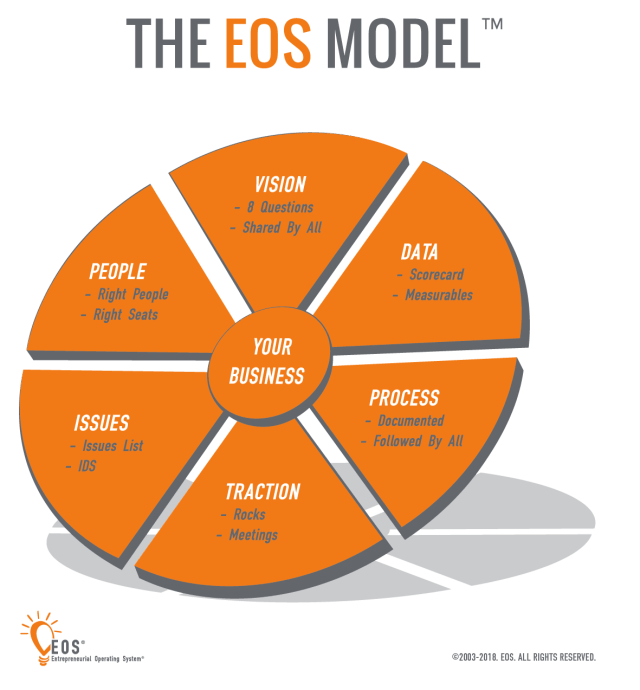 THE EOS MODEL™
VISION
- 8 Questions
- Shared By All
DATA
- Scorecard
- Measurables
PEOPLE
- Right People
- Right Seats
YOUR
BUSINESS
PROCESS
- Documented
- Followed By All
ISSUES
- Issues List
- IDS
TRACTION
- Rocks
- Meetings
EOS®
Entrepreneurial Operating System®
©2003-2018. EOS. ALL RIGHTS RESERVED.